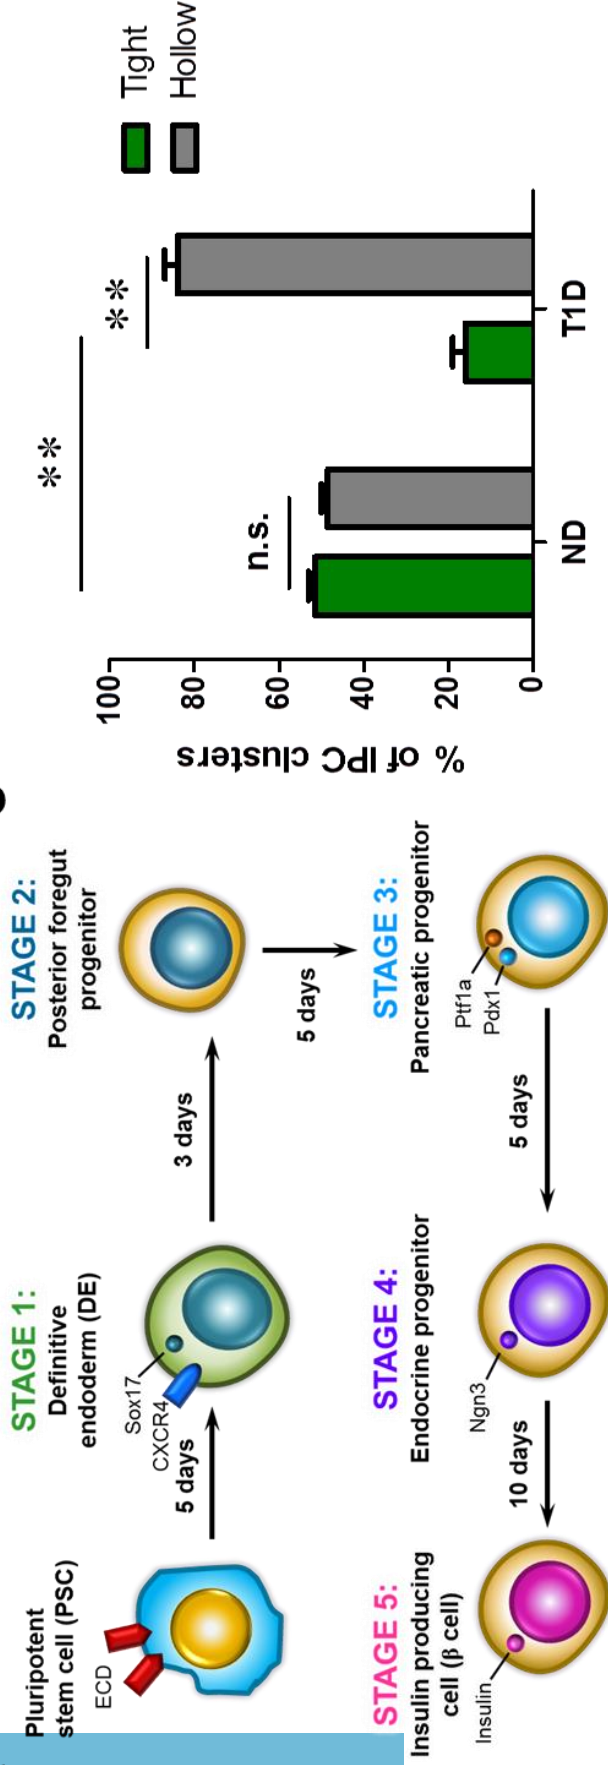 Pluripotent
stem cell (PSC)
ECD
5 days
STAGE 1:
Definitive
endoderm (DE)
Sox17
CXCR4
3 days
STAGE 2:
Posterior foregut
progenitor
5 days
STAGE 3:
Pancreatic progenitor
Ptf1a
Pdx1
5 days
STAGE 4:
Endocrine progenitor
Ngn3
10 days
STAGE 5:
Insulin producing
cell (β cell)
Insulin
% of IPC clusters
100
80
60
40
20
0
**
**
n.s.
ND
T1D
Tight
Hollow